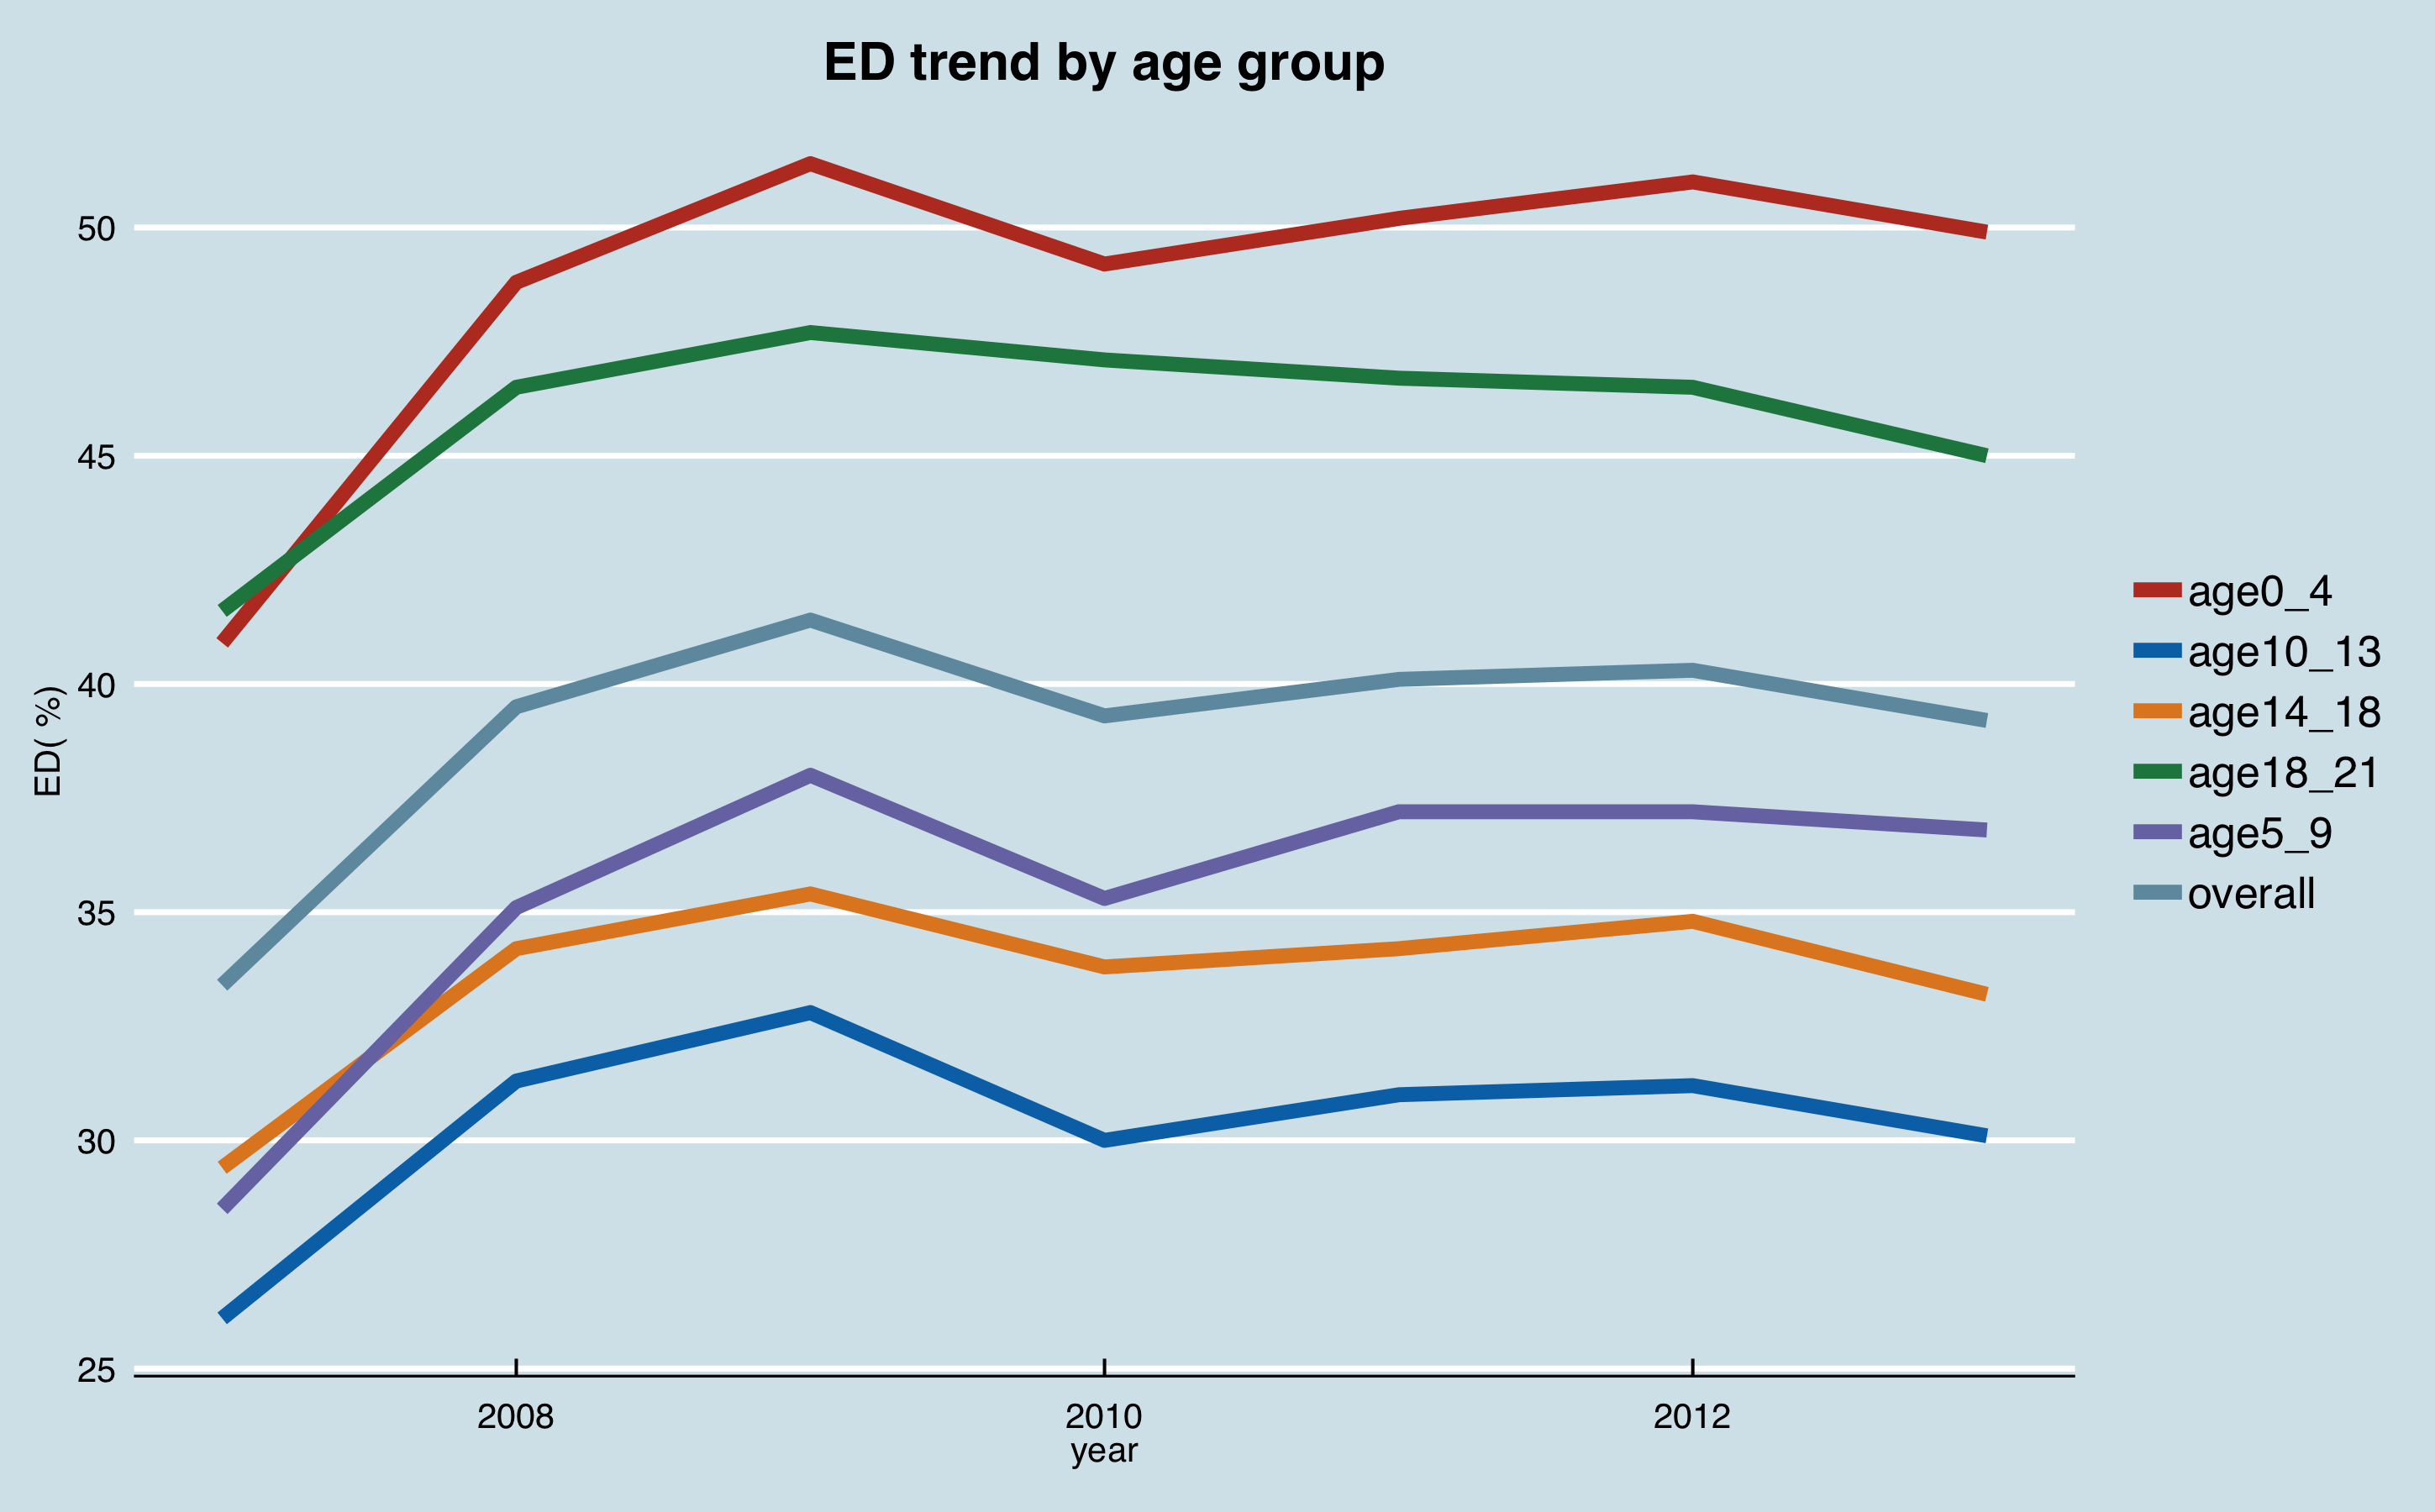 ED trend by age group
50
45
40
35
30
25
ED( %)
2008
2010
2012
year
age0_4
age10_13
age14_18
age18_21
age5_9
overall